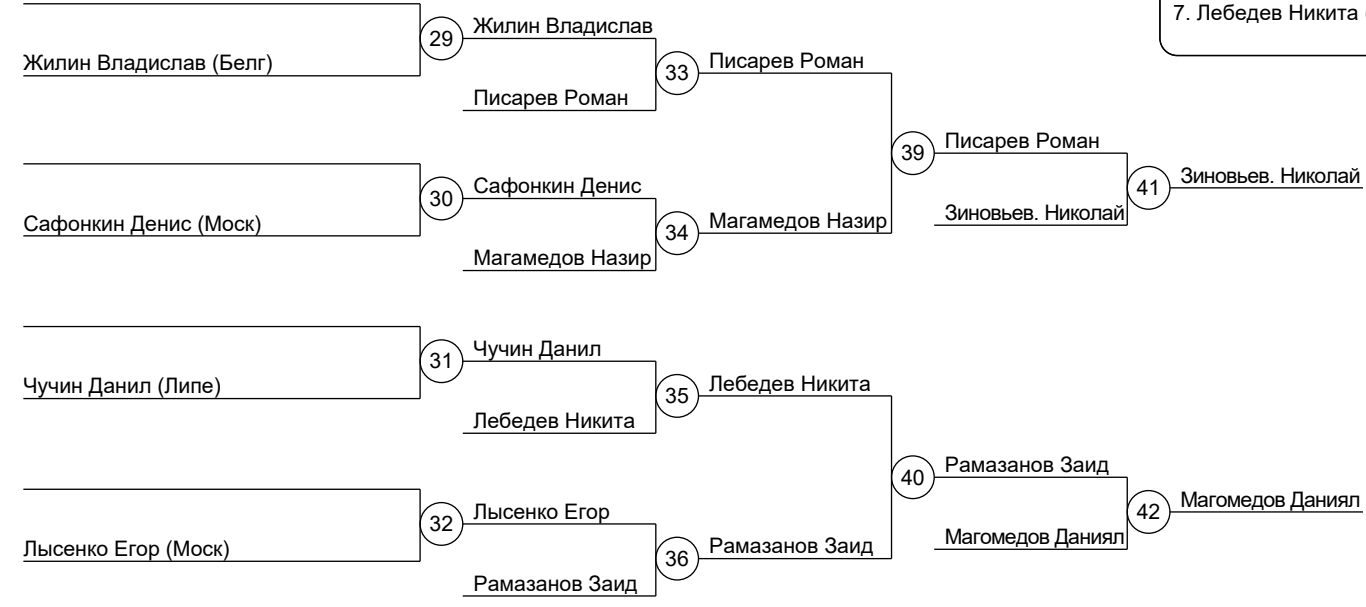 7. Лебедев Никита
29
Жилин Владислав
Жилин Владислав (Белг)
33
Писарев Роман
Писарев Роман
39
Писарев Роман
30
Сафонкин Денис
Сафонкин Денис (Моск)
34
Магамедов Назир
Магамедов Назир
41
Зиновьев. Николай
Зиновьев. Николай
31
Чучин Данил
Чучин Данил (Липе)
35
Лебедев Никита
Лебедев Никита
40
Рамазанов Заид
32
Лысенко Егор
Лысенко Егор (Моск)
36
Рамазанов Заид
Рамазанов Заид
42
Магомедов Даниял
Магомедов Даниял